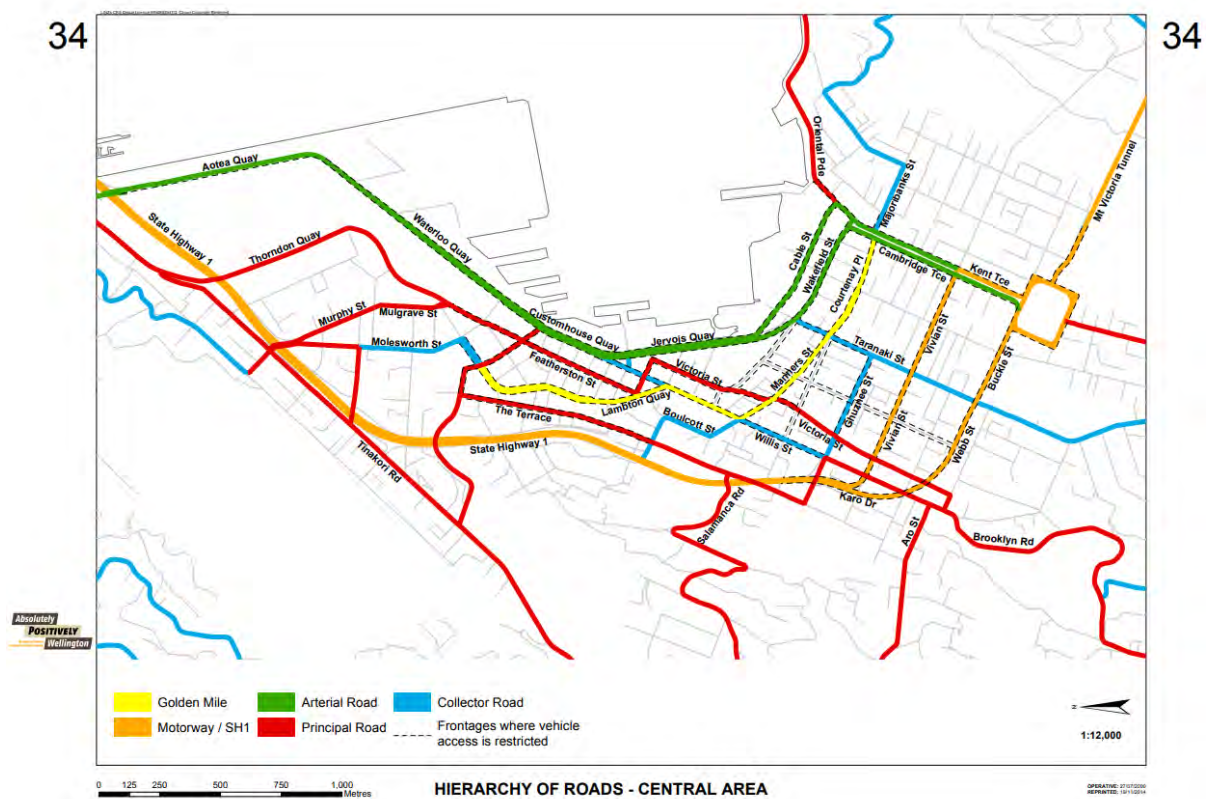 34
34
Aotea Quay
State Highway 1
Thorndon Quay
Waterloo Quay
Oriental Pde
Majoribanks St
Mt Victoria Tunnel
Murphy St
Mulgrave St
Molesworth St
Customhouse Quay
Jervois Quay
Cable St
Wakefield St
Courtenay Pl
Cambridge Tce
Kent Tce
Featherston St
Victoria St
Manners St
Taranaki St
Vivian St
Buckle St
Lambton Quay
The Terrace
Boulcott St
Willis St
Victoria St
Ghuznee St
Vivian St
Webb St
State Highway 1
Tinakori Rd
Salamanca Rd
Karo Dr
Aro St
Brooklyn Rd
Absolutely
POSITIVELY
Wellington
Golden Mile
Arterial Road
Collector Road
Motorway / SH1
Principal Road
Frontages where vehicle
access is restricted
N
1:12,000
0 125 250 500 750 1,000
Metres
HIERARCHY OF ROADS - CENTRAL AREA